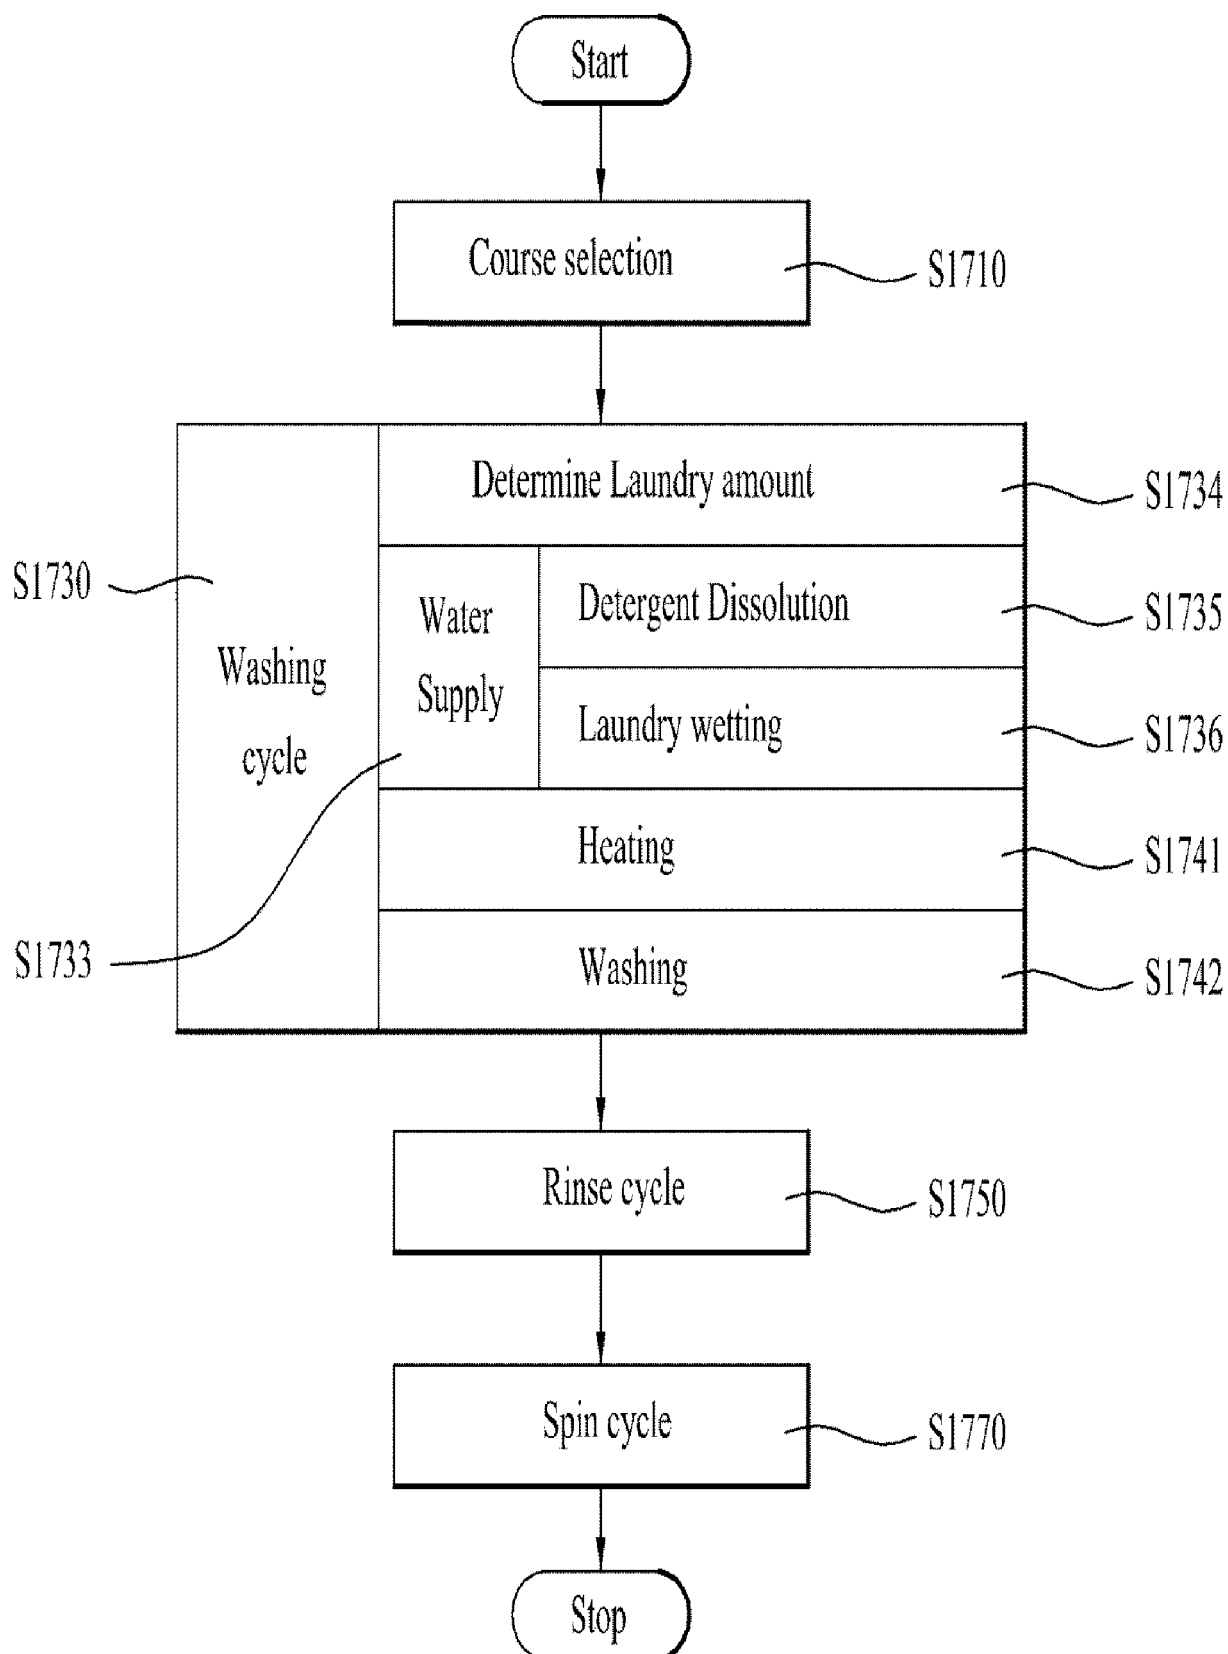 Start
Course selection
S1710
Determine Laundry amount
S1734
S1730
Washing
cycle
Water
Supply
S1733
Detergent Dissolution
S1735
Laundry wetting
S1736
Heating
S1741
Washing
S1742
Rinse cycle
S1750
Spin cycle
S1770
Stop